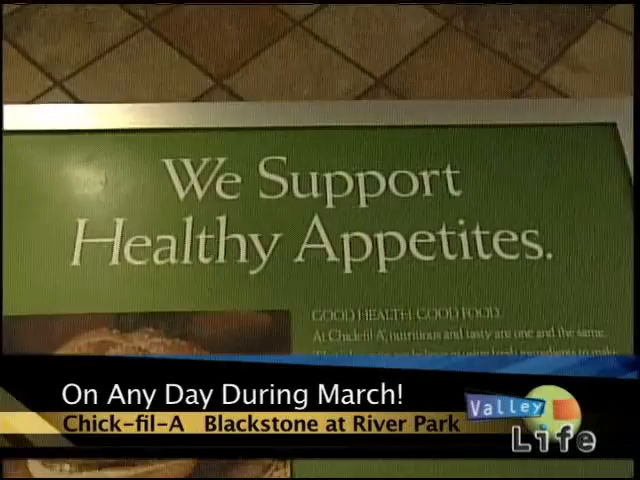 We Support
Healthy Appetites.
GOOD HEALTH. GOOD FOOD.
At Chick-fil-A, nutritious and tasty are one and the same.
On Any Day During March!
Chick-fil-A Blackstone at River Park
Valley
Life